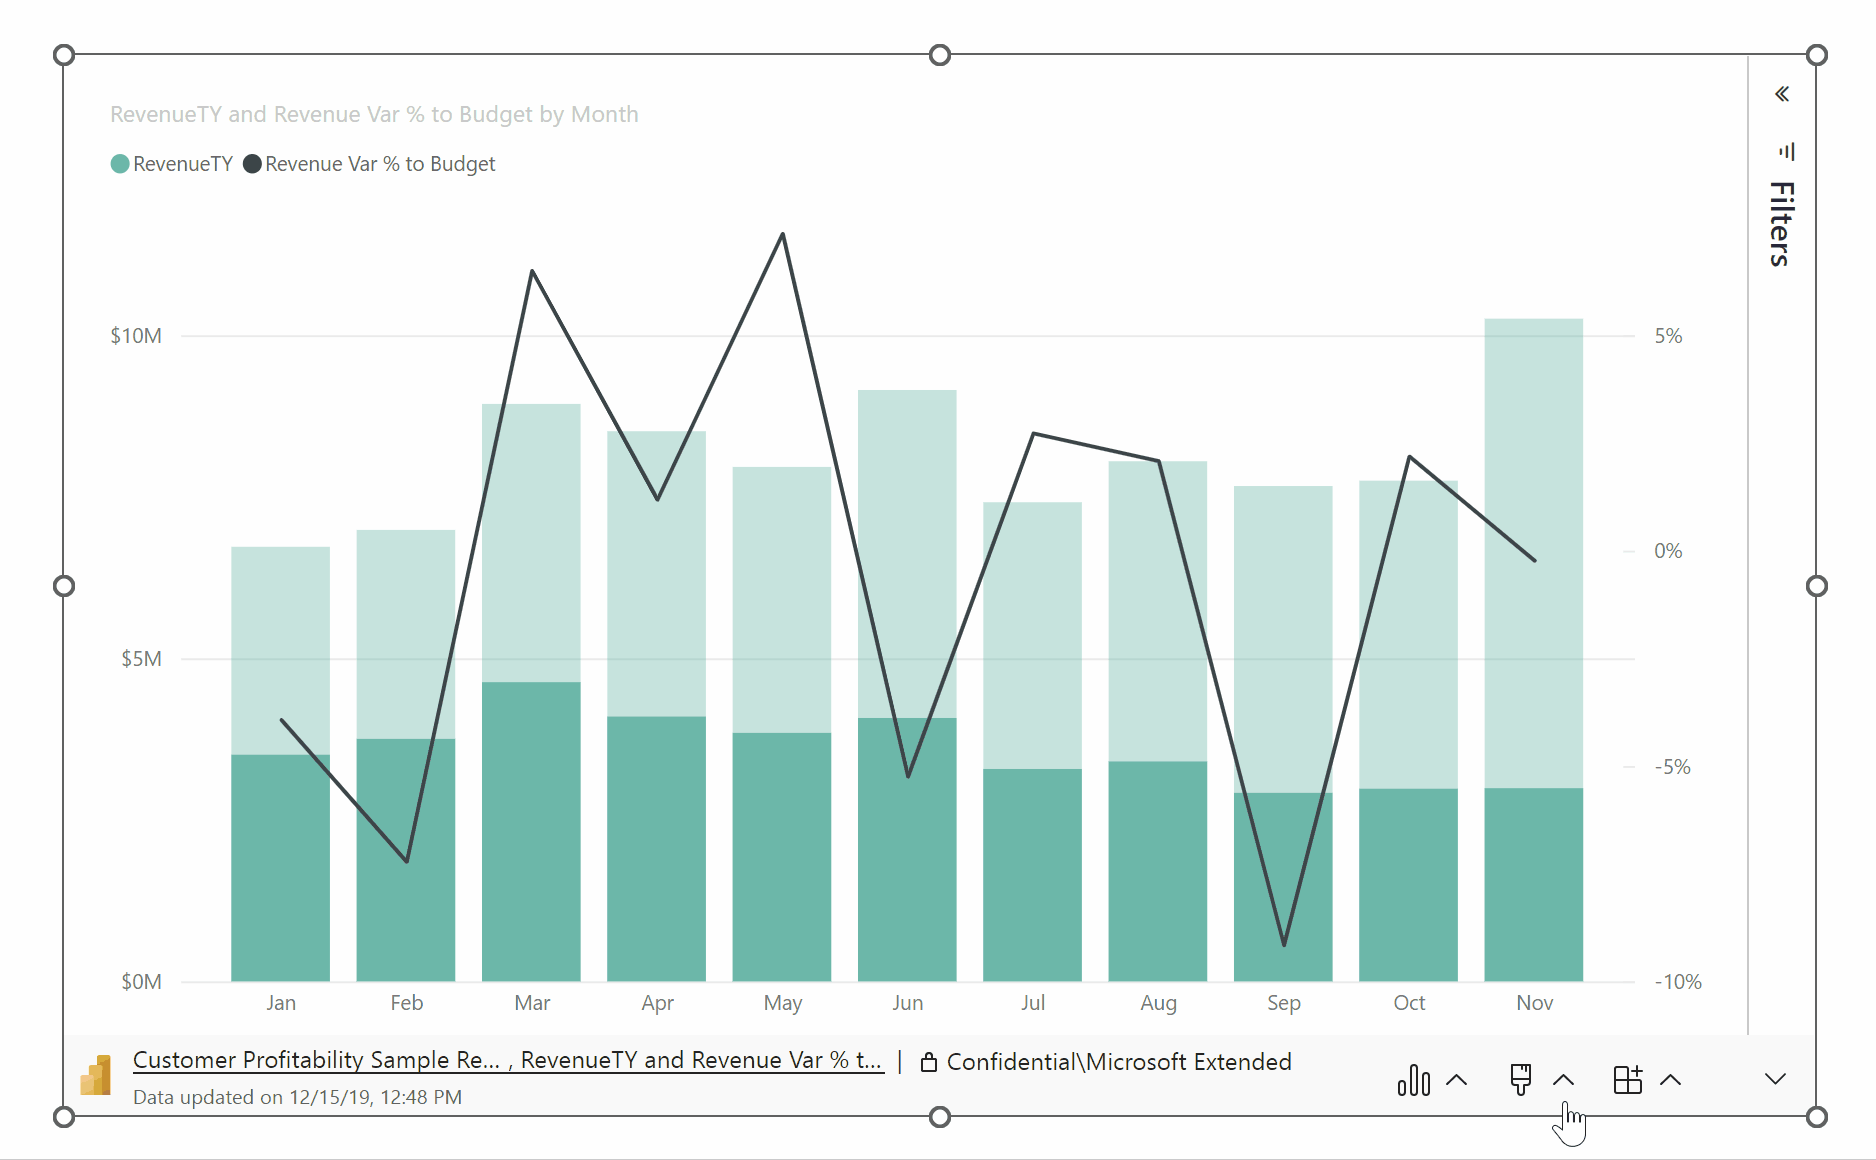 RevenueTY and Revenue Var % to Budget by Month
RevenueTY Revenue Var % to Budget
Filters
$10M
$5M
$0M
5%
0%
-5%
-10%
Jan Feb Mar Apr May Jun Jul Aug Sep Oct Nov
Customer Profitability Sample Re... , RevenueTY and Revenue Var % t... | Confidential\Microsoft Extended
Data updated on 12/15/19, 12:48 PM